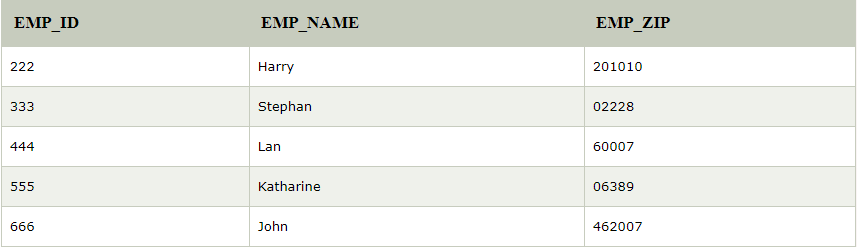 EMP_ID EMP_NAME EMP_ZIP
222 Harry 201010
333 Stephan 02228
444 Lan 60007
555 Katharine 06389
666 John 462007